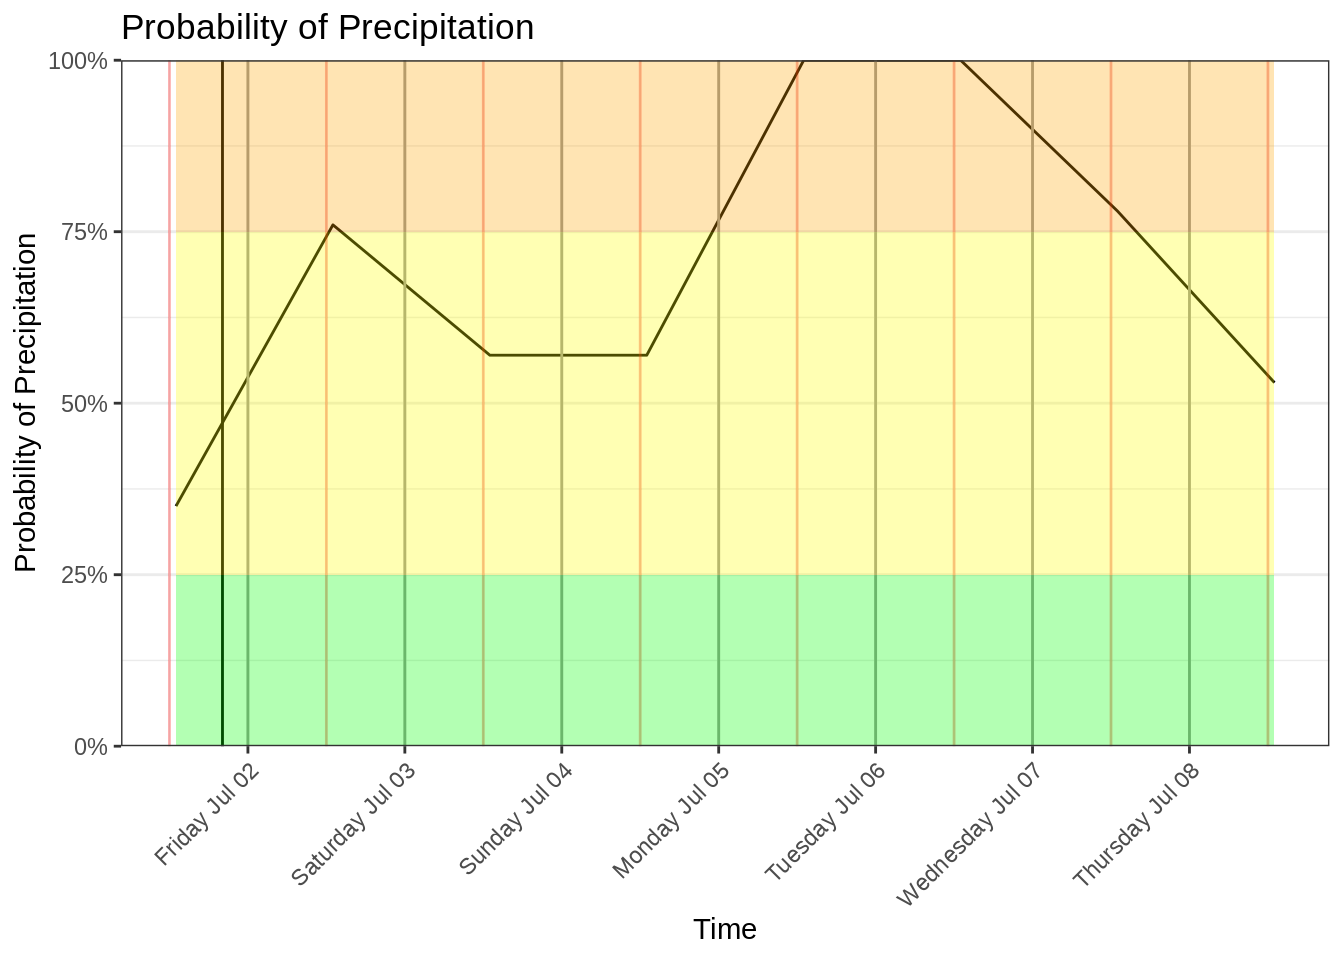 Probability of Precipitation
Probability of Precipitation
100%
75%
50%
25%
0%
Friday Jul 02
Saturday Jul 03
Sunday Jul 04
Monday Jul 05
Tuesday Jul 06
Wednesday Jul 07
Thursday Jul 08
Time